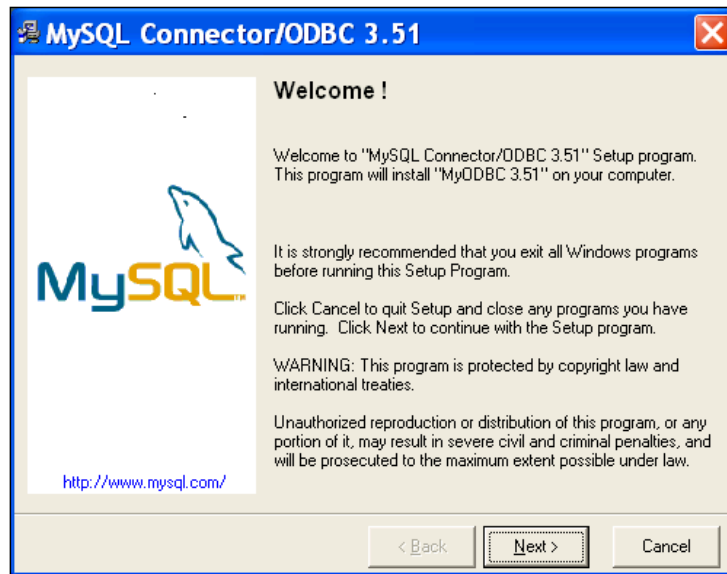 MySQL Connector/ODBC 3.51
Welcome !
Welcome to "MySQL Connector/ODBC 3.51" Setup program.
This program will install "MyODBC 3.51" on your computer.
It is strongly recommended that you exit all Windows programs
before running this Setup Program.
Click Cancel to quit Setup and close any programs you have
running.  Click Next to continue with the Setup program.
WARNING: This program is protected by copyright law and
international treaties.
Unauthorized reproduction or distribution of this program, or any
portion of it, may result in severe civil and criminal penalties, and
will be prosecuted to the maximum extent possible under law.
MySQL™
http://www.mysql.com/
< Back
Next >
Cancel